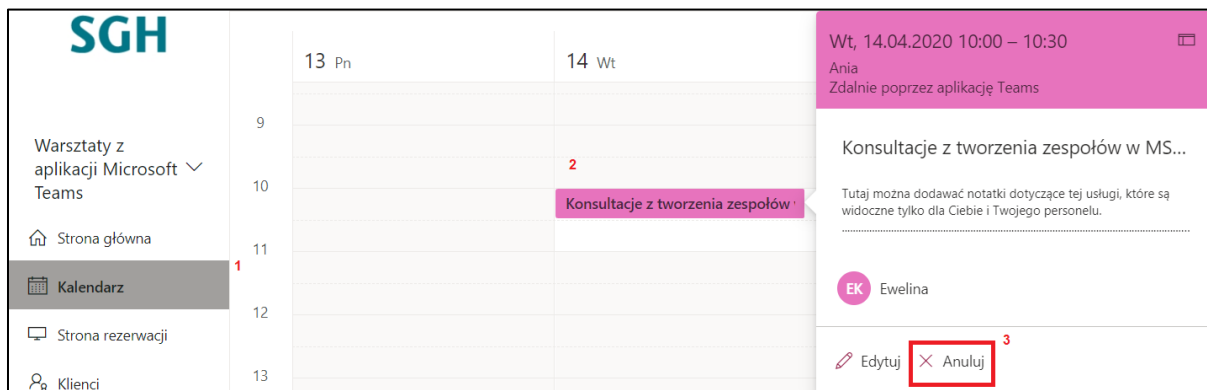 SGH
Warsztaty z
aplikacji Microsoft
Teams
Strona główna
Kalendarz
1
Strona rezerwacji
Klienci
13 Pn
14 Wt
9
10
11
12
13
2
Konsultacje z tworzenia zespołów
Wt, 14.04.2020 10:00 – 10:30
Ania
Zdalnie poprzez aplikację Teams
Konsultacje z tworzenia zespołów w MS...
Tutaj można dodawać notatki dotyczące tej usługi, które są
widoczne tylko dla Ciebie i Twojego personelu.
EK Ewelina
Edytuj
Anuluj
3